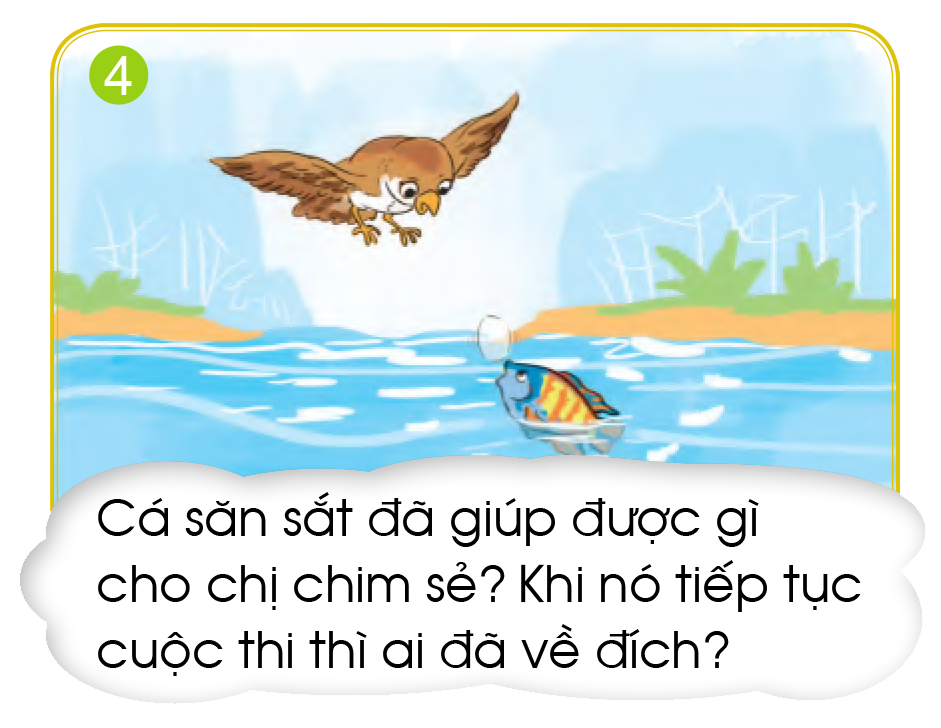 4
Cá săn sắt đã giúp được gì
cho chị chim sẻ? Khi nó tiếp tục
cuộc thi thì ai đã về đích?